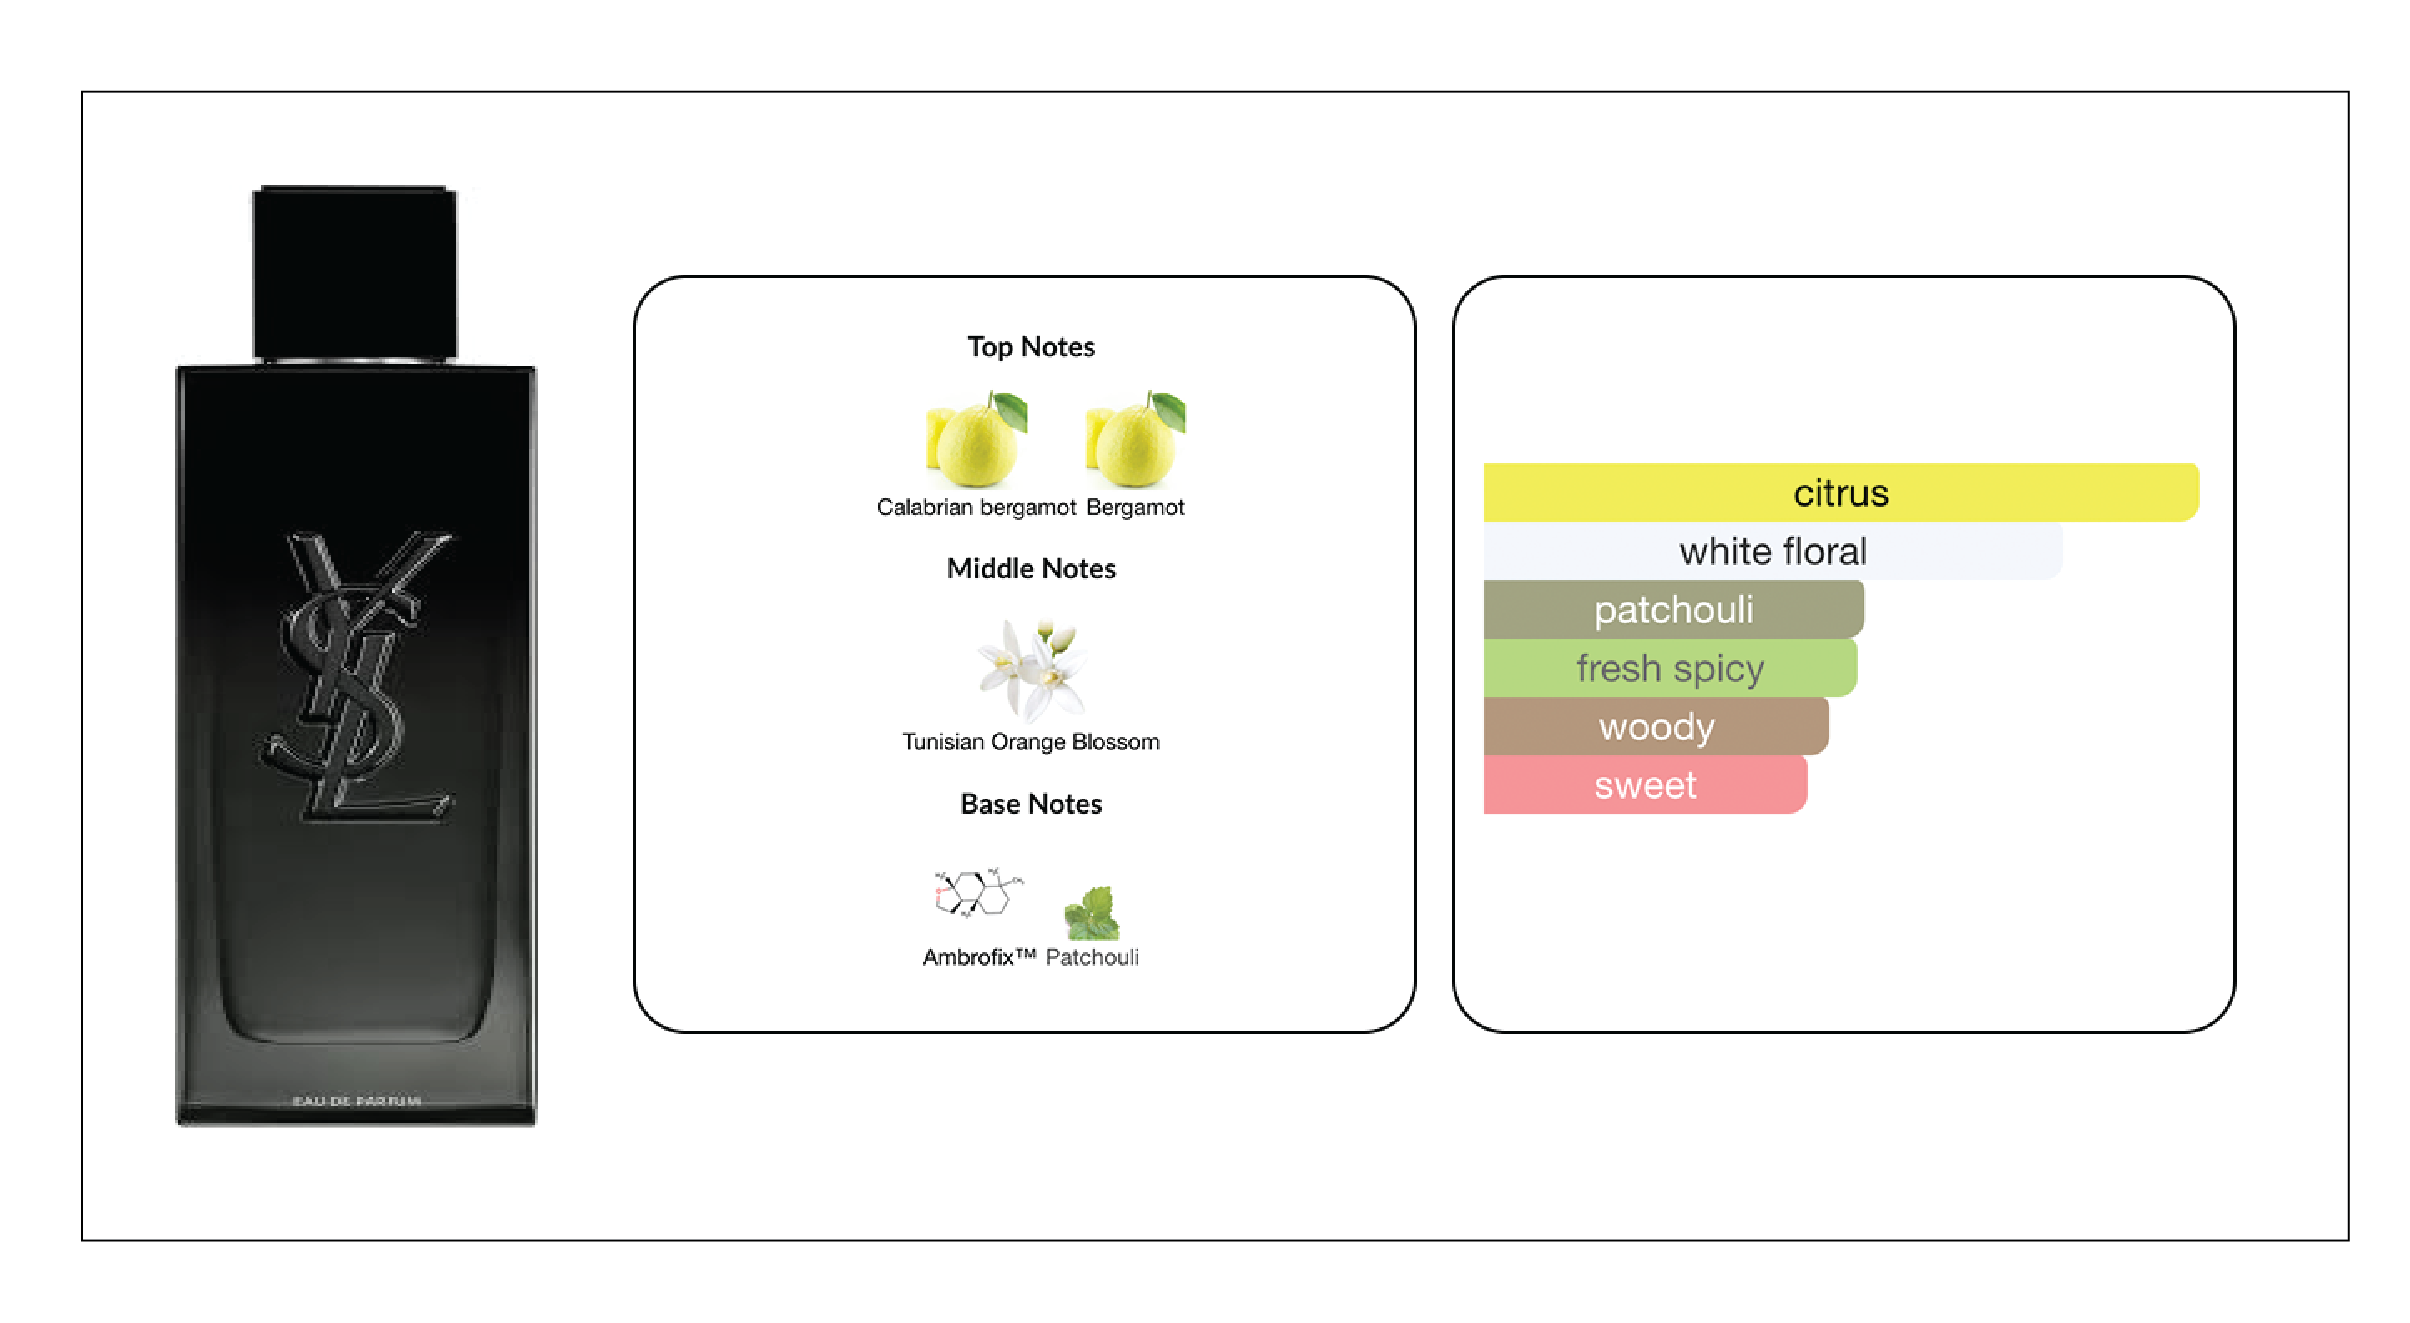 YSL
EAU DE PARFUM
Top Notes
Calabrian bergamot Bergamot
Middle Notes
Tunisian Orange Blossom
Base Notes
Ambrofix™ Patchouli
citrus
white floral
patchouli
fresh spicy
woody
sweet